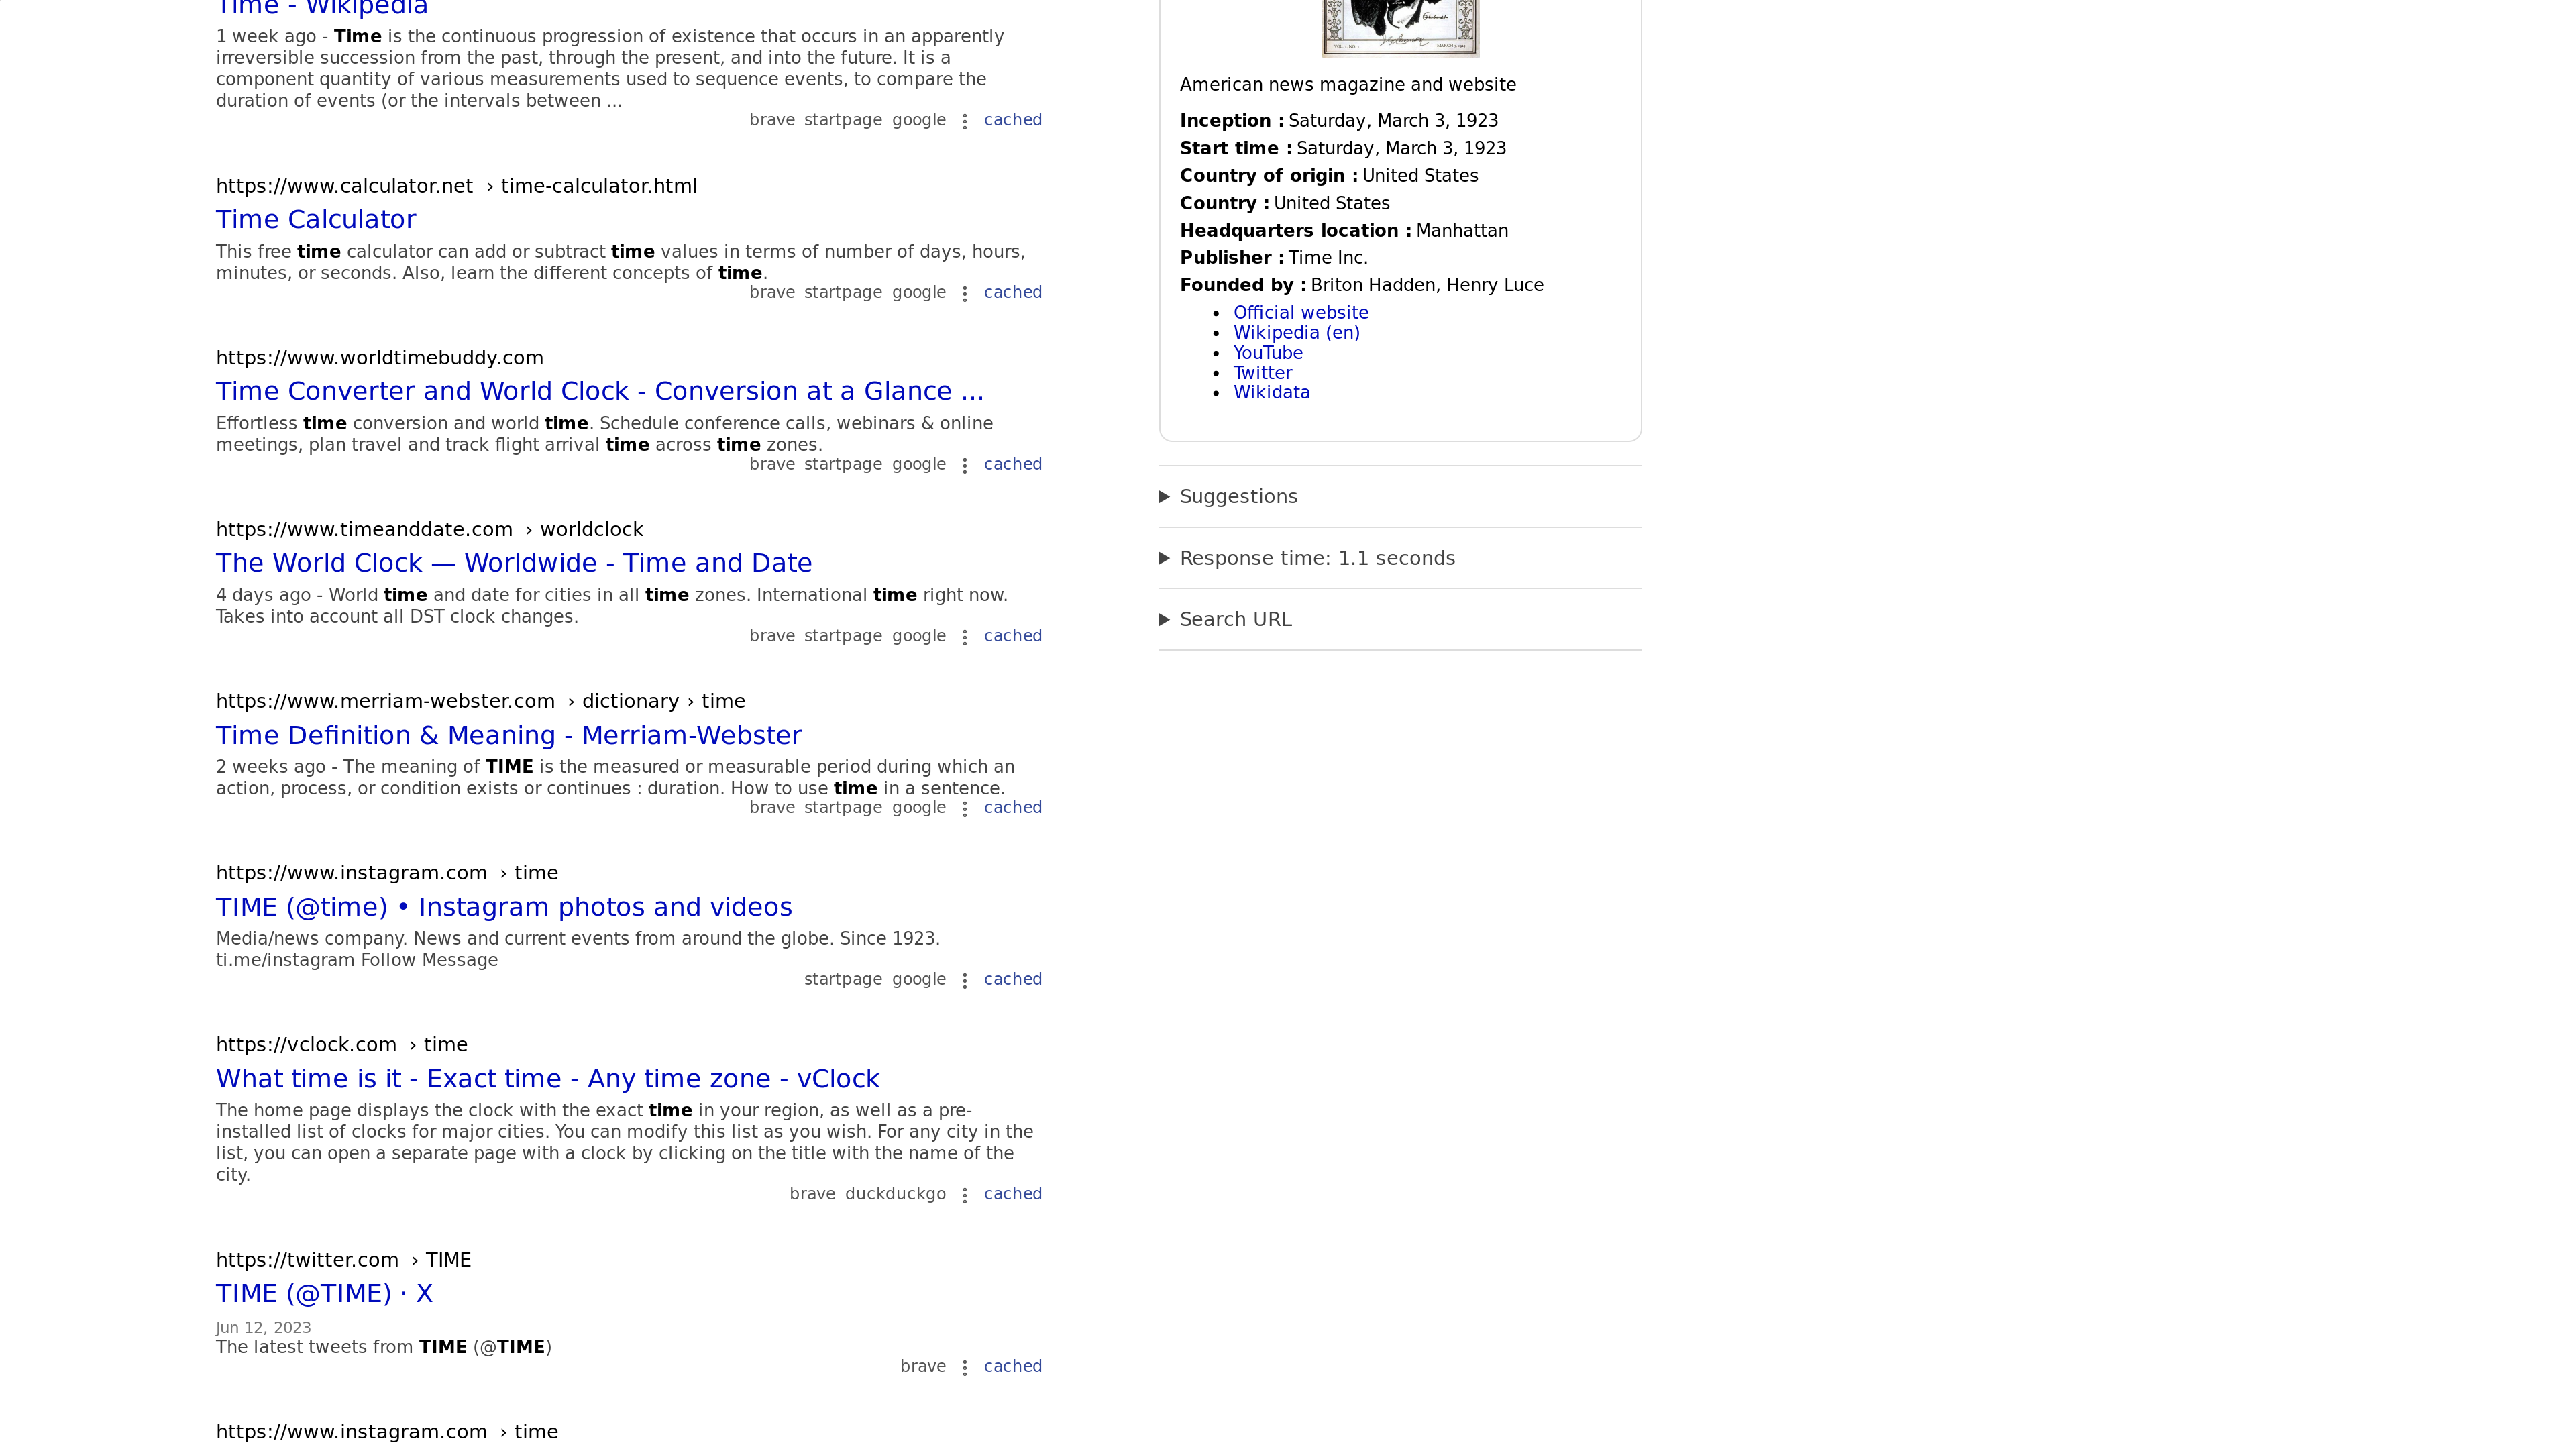 Time - Wikipedia
1 week ago - Time is the continuous progression of existence that occurs in an apparently
irreversible succession from the past, through the present, and into the future. It is a
component quantity of various measurements used to sequence events, to compare the
duration of events (or the intervals between ...
brave startpage google cached
https://www.calculator.net › time-calculator.html
Time Calculator
This free time calculator can add or subtract time values in terms of number of days, hours,
minutes, or seconds. Also, learn the different concepts of time.
brave startpage google cached
https://www.worldtimebuddy.com
Time Converter and World Clock - Conversion at a Glance ...
Effortless time conversion and world time. Schedule conference calls, webinars & online
meetings, plan travel and track flight arrival time across time zones.
brave startpage google cached
https://www.timeanddate.com › worldclock
The World Clock — Worldwide - Time and Date
4 days ago - World time and date for cities in all time zones. International time right now.
Takes into account all DST clock changes.
brave startpage google cached
https://www.merriam-webster.com › dictionary › time
Time Definition & Meaning - Merriam-Webster
2 weeks ago - The meaning of TIME is the measured or measurable period during which an
action, process, or condition exists or continues : duration. How to use time in a sentence.
brave startpage google cached
https://www.instagram.com › time
TIME (@time) • Instagram photos and videos
Media/news company. News and current events from around the globe. Since 1923.
ti.me/instagram Follow Message
startpage google cached
https://vclock.com › time
What time is it - Exact time - Any time zone - vClock
The home page displays the clock with the exact time in your region, as well as a pre-
installed list of clocks for major cities. You can modify this list as you wish. For any city in the
list, you can open a separate page with a clock by clicking on the title with the name of the
city.
brave duckduckgo cached
https://twitter.com › TIME
TIME (@TIME) · X
Jun 12, 2023
The latest tweets from TIME (@TIME)
brave cached
https://www.instagram.com › time
American news magazine and website
Inception : Saturday, March 3, 1923
Start time : Saturday, March 3, 1923
Country of origin : United States
Country : United States
Headquarters location : Manhattan
Publisher : Time Inc.
Founded by : Briton Hadden, Henry Luce
• Official website
• Wikipedia (en)
• YouTube
• Twitter
• Wikidata
Suggestions
Response time: 1.1 seconds
Search URL